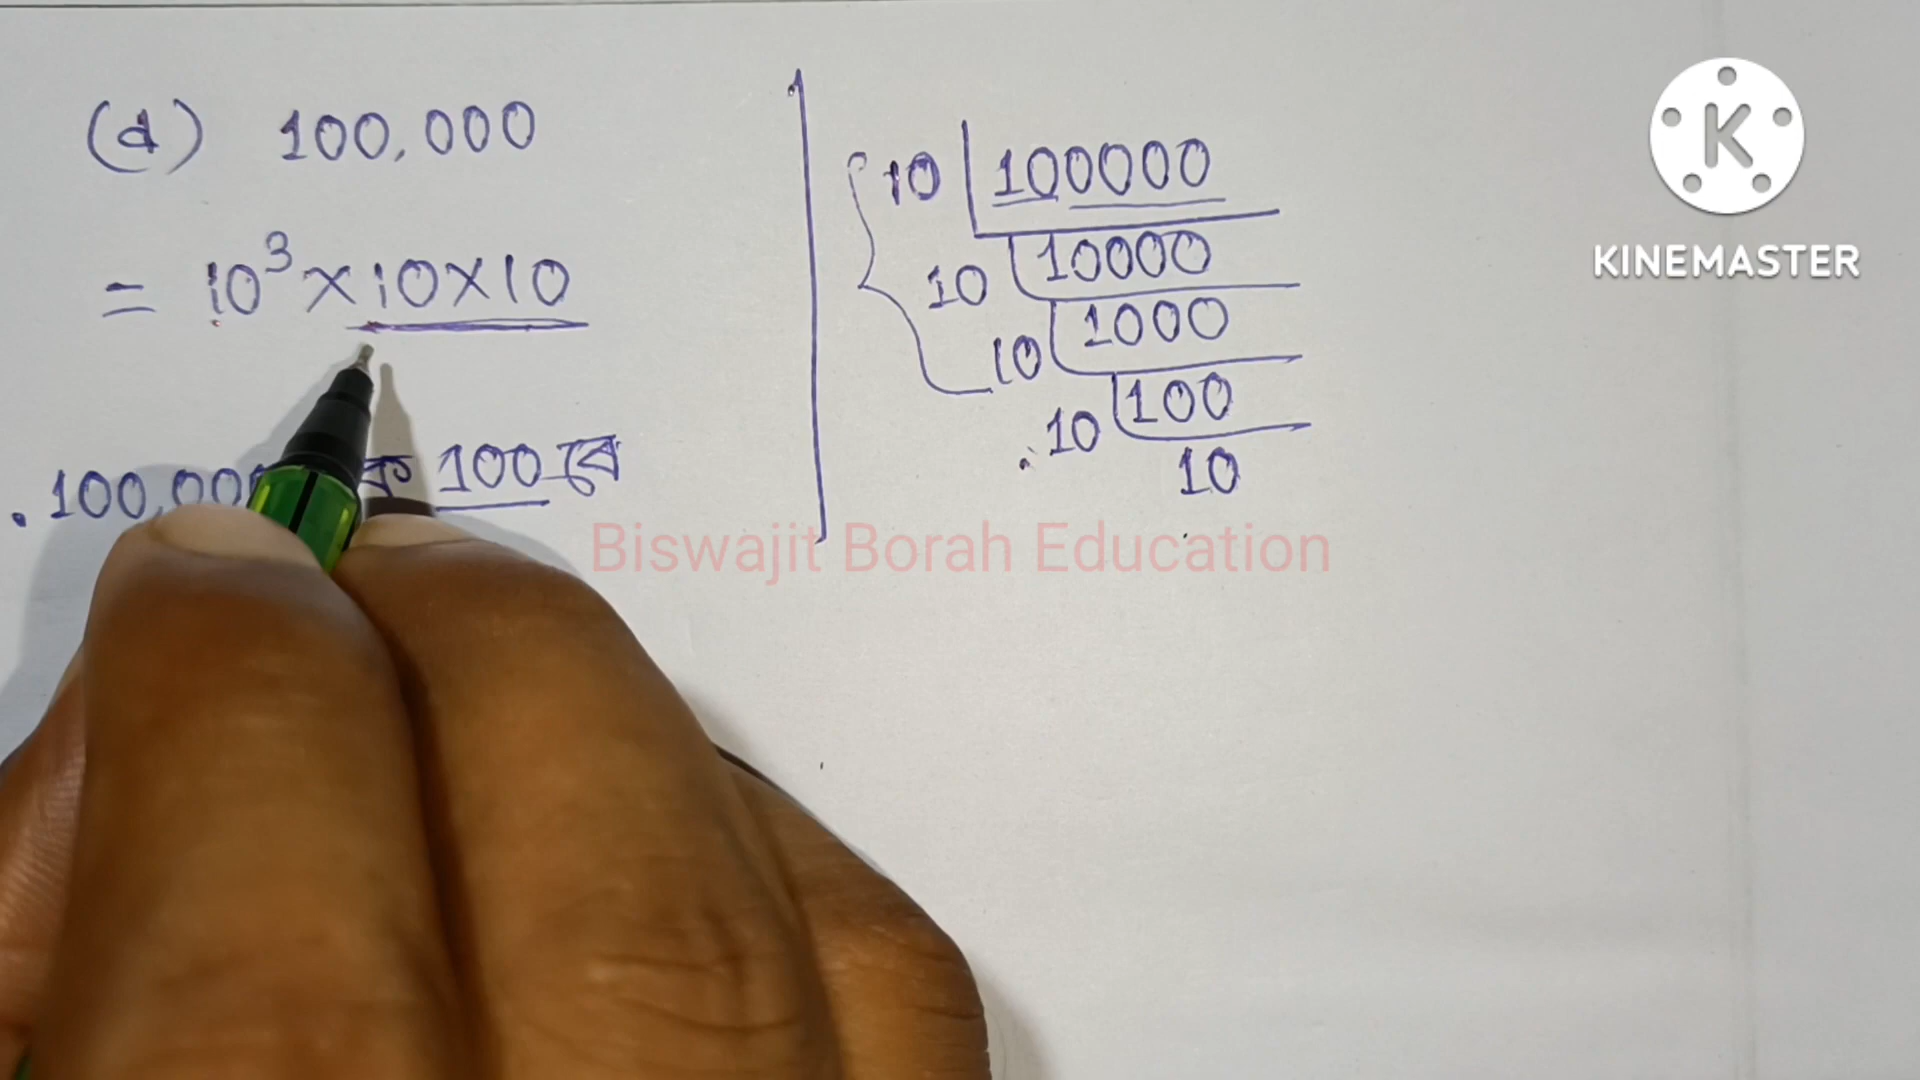 (d) 100,000
= 10³ × 10 × 10
100,000 ক 100 ৰে
10 | 100000
10 | 10000
10 | 1000
10 | 100
10
K
KINEMASTER
Biswajit Borah Education